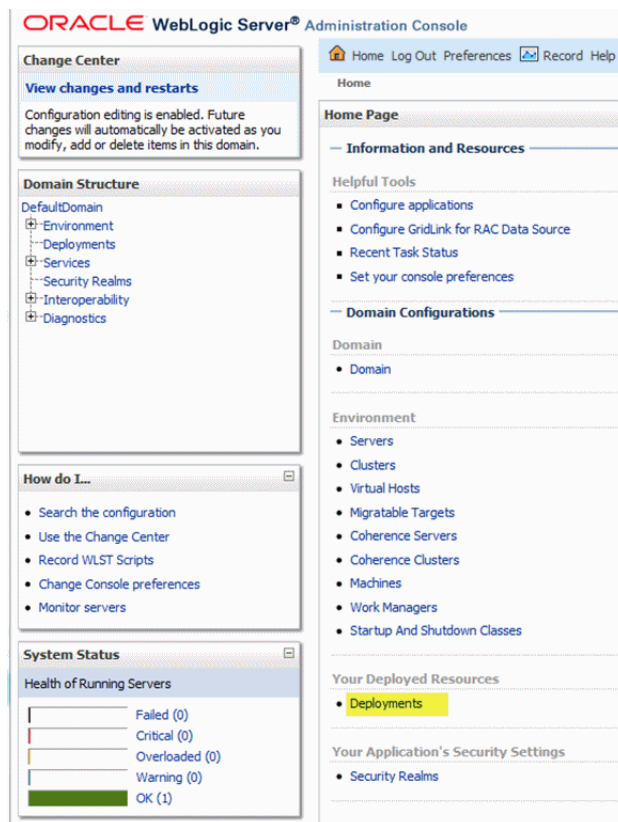 ORACLE WebLogic Server® Administration Console
Change Center
View changes and restarts
Configuration editing is enabled. Future
changes will automatically be activated as you
modify, add or delete items in this domain.
Domain Structure
DefaultDomain
Environment
Deployments
Services
Security Realms
Interoperability
Diagnostics
How do I...
Search the configuration
Use the Change Center
Record WLST Scripts
Change Console preferences
Monitor servers
System Status
Health of Running Servers
Failed (0)
Critical (0)
Overloaded (0)
Warning (0)
OK (1)
Home Log Out Preferences Record Help
Home
Home Page
Information and Resources
Helpful Tools
Configure applications
Configure GridLink for RAC Data Source
Recent Task Status
Set your console preferences
Domain Configurations
Domain
Domain
Environment
Servers
Clusters
Virtual Hosts
Migratable Targets
Coherence Servers
Coherence Clusters
Machines
Work Managers
Startup And Shutdown Classes
Your Deployed Resources
Deployments
Your Application's Security Settings
Security Realms